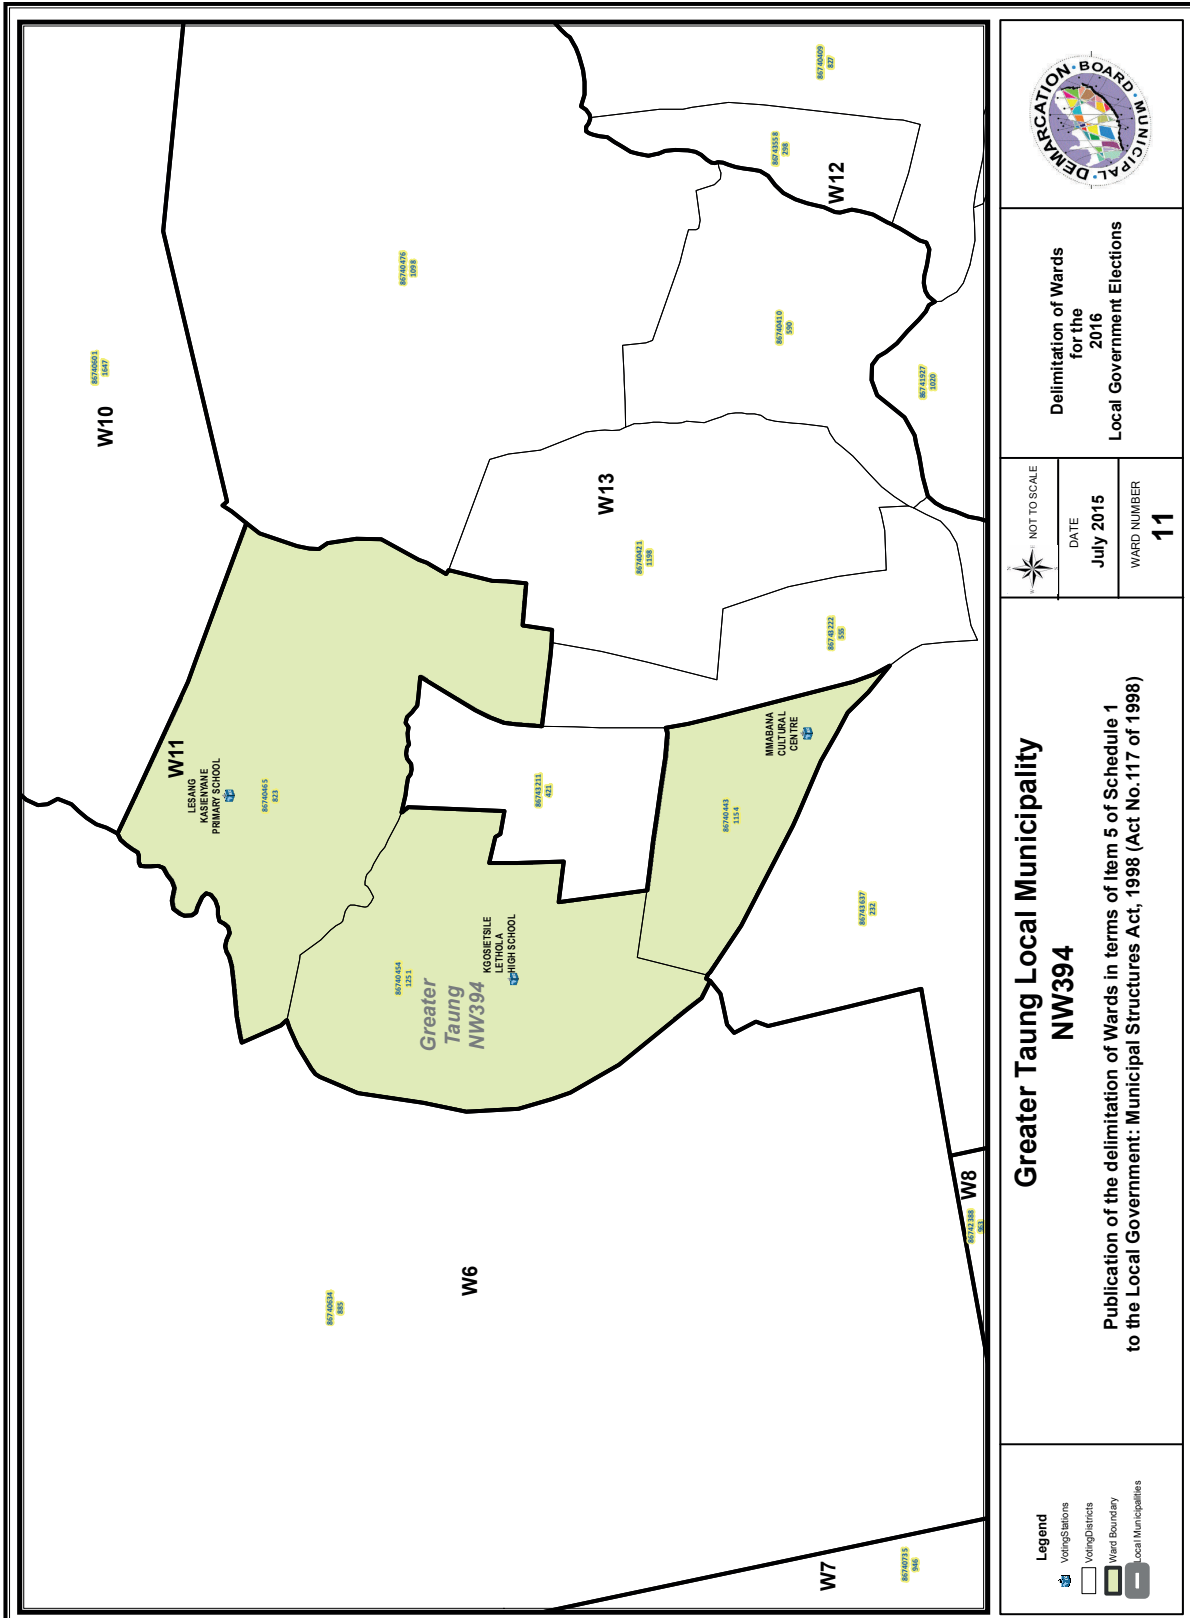 W10
86740601
1647
86740476
1098
86740409
827
86743558
298
W12
86740410
590
86741927
1020
W13
86740421
1198
86743222
555
W11
LESANG
KASIENYANE
PRIMARY SCHOOL
86740465
823
86743211
421
MMABANA
CULTURAL
CENTRE
86740443
1154
86740454
1251
Greater
Taung
NW394
KGOSIETSILE
LETHOLA
HIGH SCHOOL
86743637
232
W6
86740634
885
W8
86742388
963
W7
86740735
946
Legend
VotingStations
VotingDistricts
Ward Boundary
Local Municipalities
Greater Taung Local Municipality
NW394
Publication of the delimitation of Wards in terms of Item 5 of Schedule 1
to the Local Government: Municipal Structures Act, 1998 (Act No.117 of 1998)
N
W
E
S
NOT TO SCALE
DATE
July 2015
WARD NUMBER
11
Delimitation of Wards
for the
2016
Local Government Elections
MUNICIPAL · DEMARCATION · BOARD ·